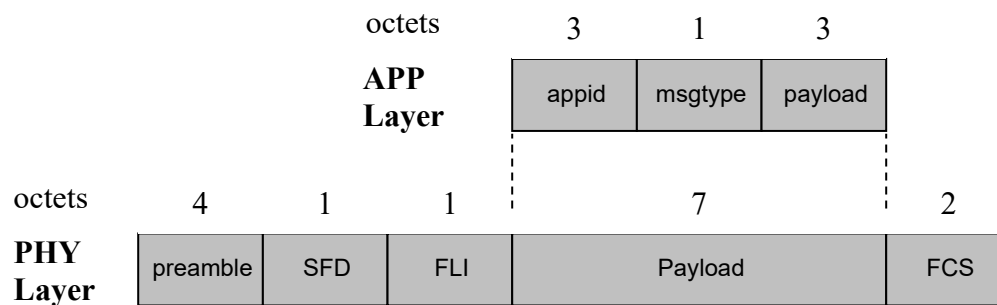 octets 3 1 3
APP
Layer
appid msgtype payload
octets 4 1 1 7 2
PHY
Layer
preamble SFD FLI Payload FCS